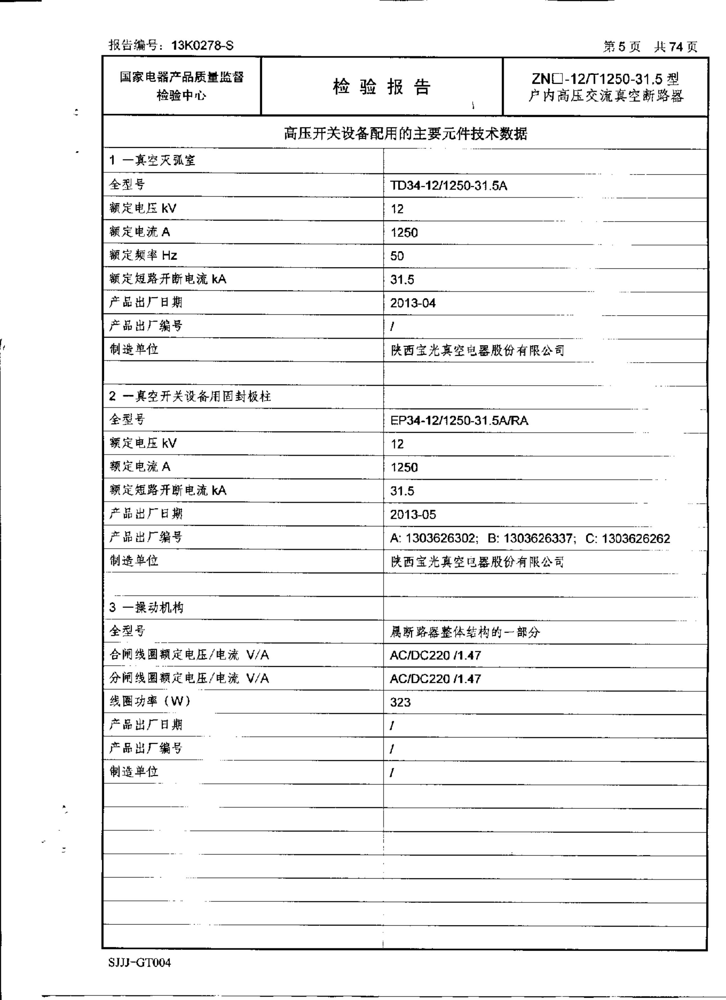 报告编号：13K0278-S 第 5 页 共 74 页
国家电器产品质量监督
检验中心
检 验 报 告
ZN□-12/T1250-31.5 型
户内高压交流真空断路器
高压开关设备配用的主要元件技术数据
1 —真空灭弧室
全型号 TD34-12/1250-31.5A
额定电压 kV 12
额定电流 A 1250
额定频率 Hz 50
额定短路开断电流 kA 31.5
产品出厂日期 2013-04
产品出厂编号 /
制造单位 陕西宝光真空电器股份有限公司
2 —真空开关设备用固封极柱
全型号 EP34-12/1250-31.5A/RA
额定电压 kV 12
额定电流 A 1250
额定短路开断电流 kA 31.5
产品出厂日期 2013-05
产品出厂编号 A: 1303626302; B: 1303626337; C: 1303626262
制造单位 陕西宝光真空电器股份有限公司
3 —操动机构
全型号 属断路器整体结构的一部分
合闸线圈额定电压/电流 V/A AC/DC220 /1.47
分闸线圈额定电压/电流 V/A AC/DC220 /1.47
线圈功率（W） 323
产品出厂日期 /
产品出厂编号 /
制造单位 /
SJJJ-GT004